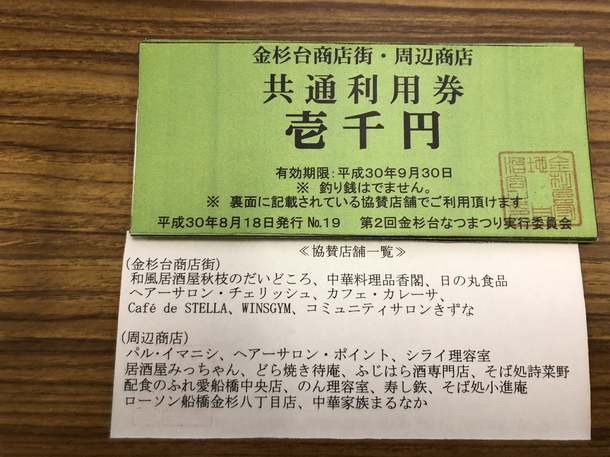 金杉台商店街・周辺商店
共通利用券
壱千円
有効期限：平成30年9月30日
※ 釣り銭はでません。
※ 裏面に記載されている協賛店舗でご利用頂けます
平成30年8月18日発行 No.19 第2回金杉台なつまつり実行委員会
≪協賛店舗一覧≫
(金杉台商店街)
和風居酒屋秋枝のだいどころ、中華料理品香閣、日の丸食品
ヘアーサロン・チェリッシュ、カフェ・カレーサ、
Café de STELLA、WINSGYM、コミュニティサロンきずな
(周辺商店)
パル・イマニシ、ヘアーサロン・ポイント、シライ理容室
居酒屋みっちゃん、どら焼き待庵、ふじはら酒専門店、そば処詩菜野
配食のふれ愛船橋中央店、のん理容室、寿し鉄、そば処小進庵
ローソン船橋金杉八丁目店、中華家族まるなか